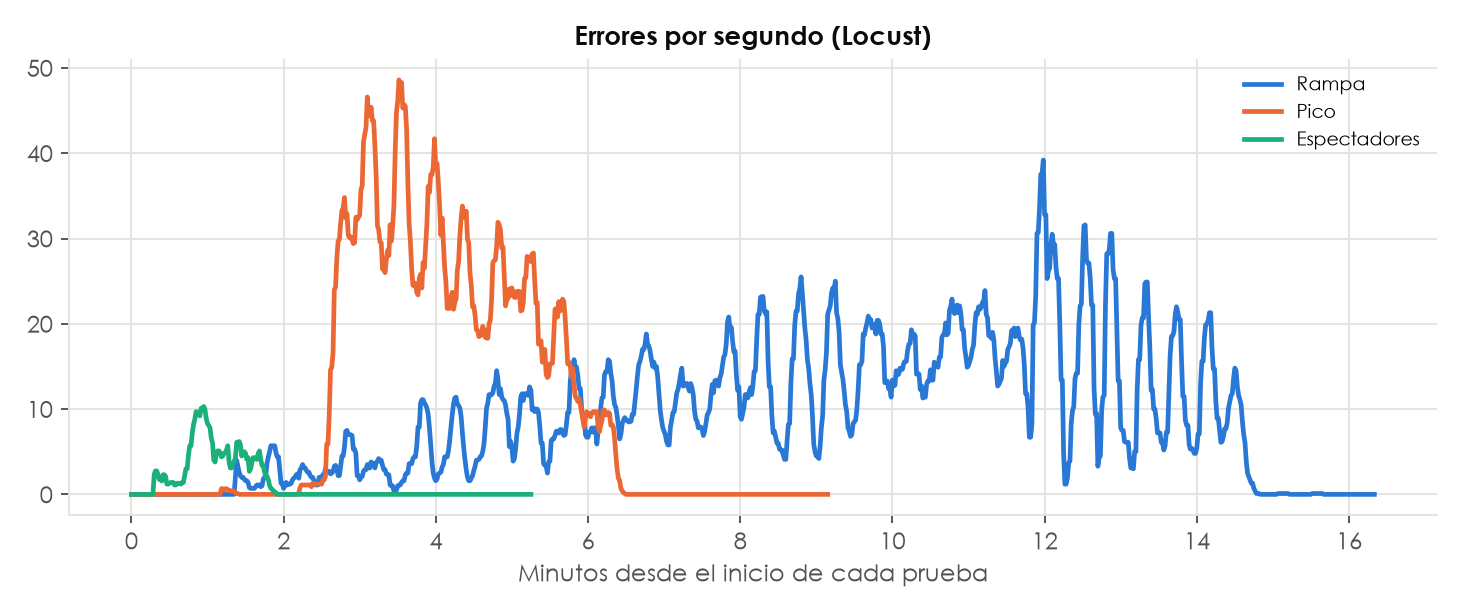 Errores por segundo (Locust)
50
40
30
20
10
0
Rampa
Pico
Espectadores
0 2 4 6 8 10 12 14 16
Minutos desde el inicio de cada prueba